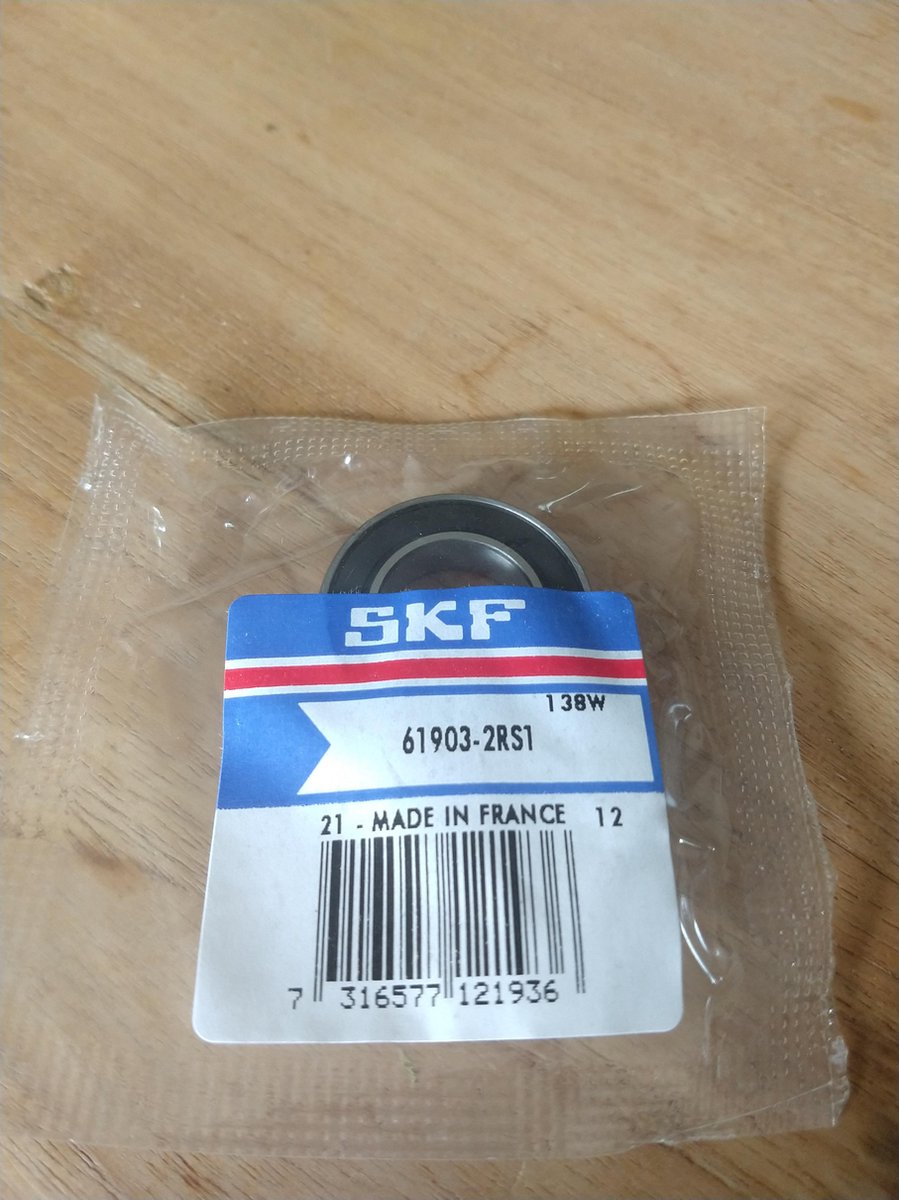 SKF
138W
61903-2RS1
21 - MADE IN FRANCE 12
7 316577 121936